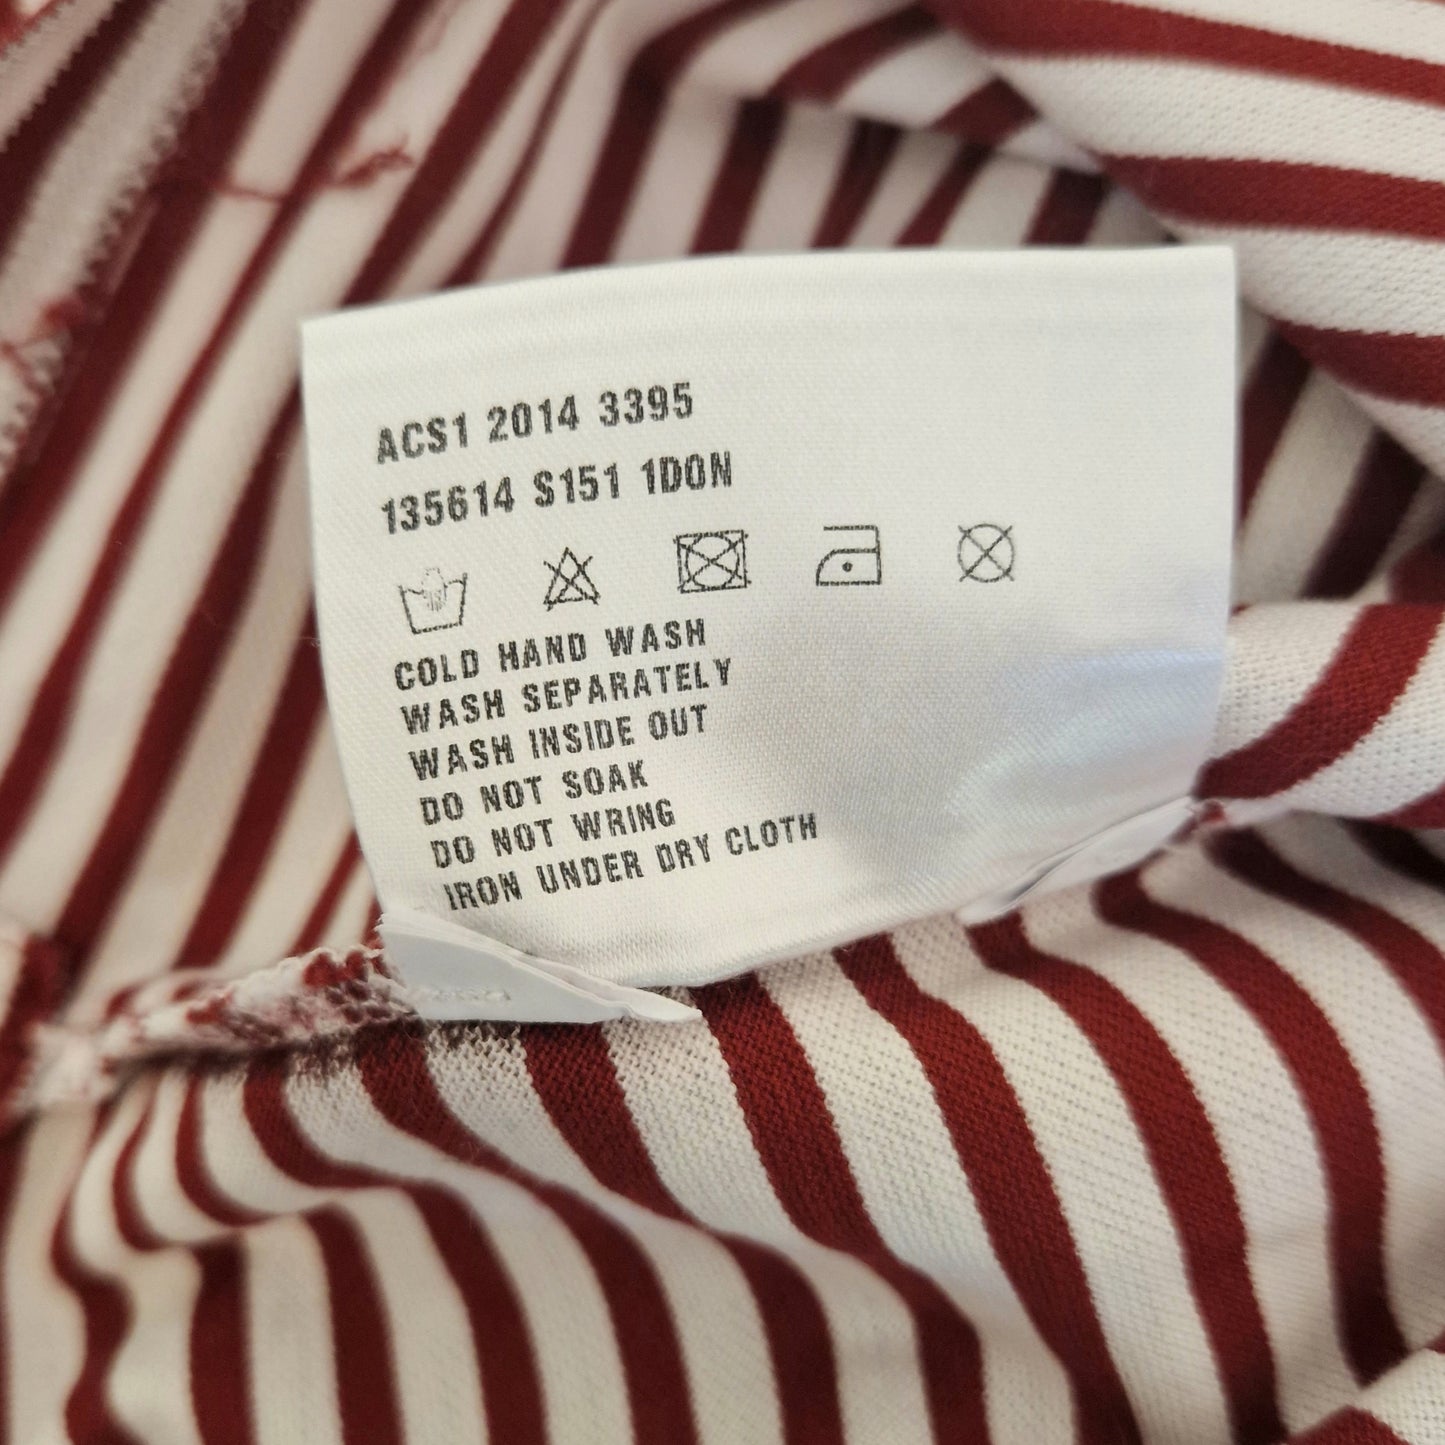 ACS1 2014 3395
135614 S151 1DON
COLD HAND WASH
WASH SEPARATELY
WASH INSIDE OUT
DO NOT SOAK
DO NOT WRING
IRON UNDER DRY CLOTH